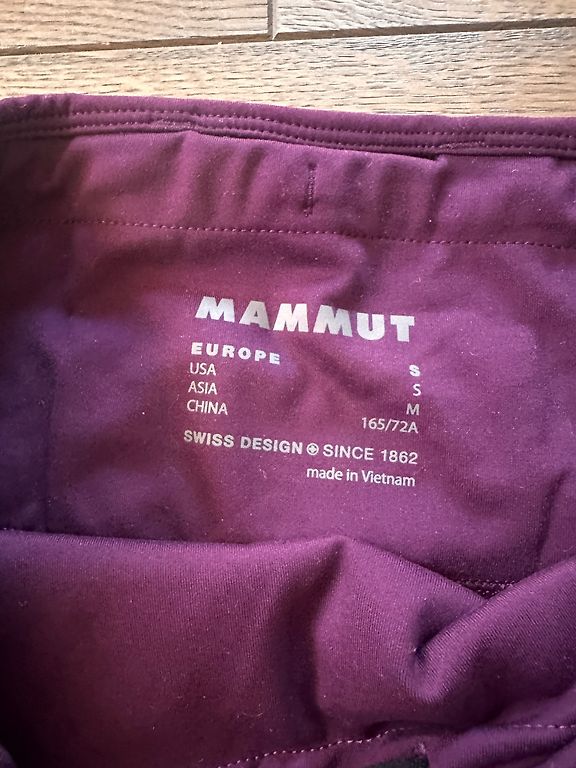 MAMMUT
EUROPE S
USA S
ASIA M
CHINA 165/72A
SWISS DESIGN SINCE 1862
made in Vietnam